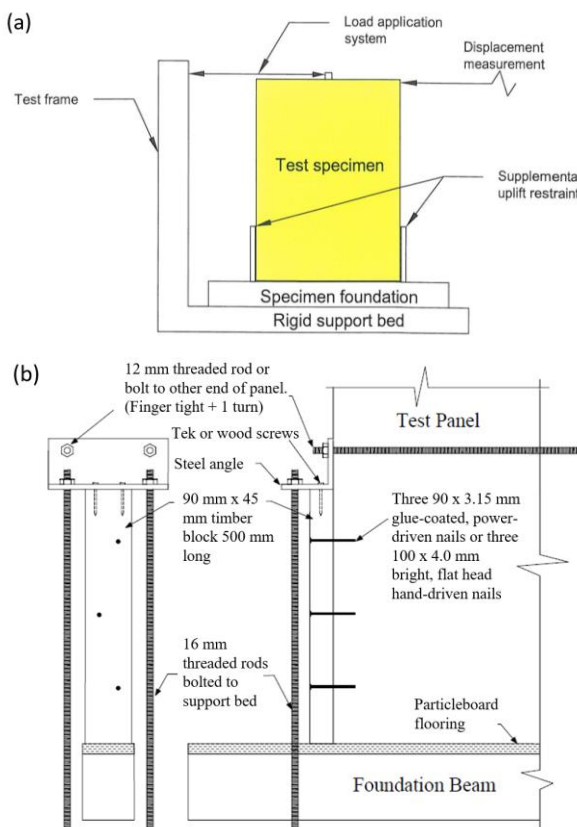 (a)
Load application
system
Displacement
measurement
Test frame
Test specimen
Supplementa
uplift restraint
Specimen foundation
Rigid support bed
(b)
12 mm threaded rod or
bolt to other end of panel.
(Finger tight + 1 turn)
Test Panel
Tek or wood screws
Steel angle
90 mm x 45
mm timber
block 500 mm
long
Three 90 x 3.15 mm
glue-coated, power-
driven nails or three
100 x 4.0 mm
bright, flat head
hand-driven nails
16 mm
threaded rods
bolted to
support bed
Particleboard
flooring
Foundation Beam